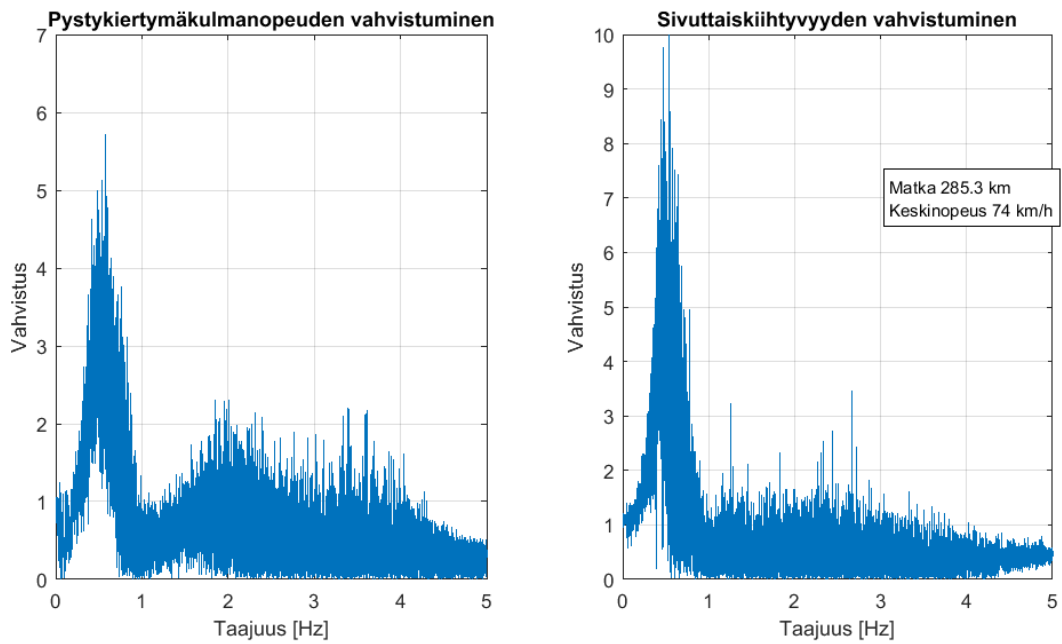 Pystykiertymäkulmanopeuden vahvistuminen
Vahvistus
7
6
5
4
3
2
1
0
0 1 2 3 4 5
Taajuus [Hz]
Sivuttaiskiihtyvyyden vahvistuminen
Vahvistus
10
9
8
7
6
5
4
3
2
1
0
Matka 285.3 km
Keskinopeus 74 km/h
0 1 2 3 4 5
Taajuus [Hz]